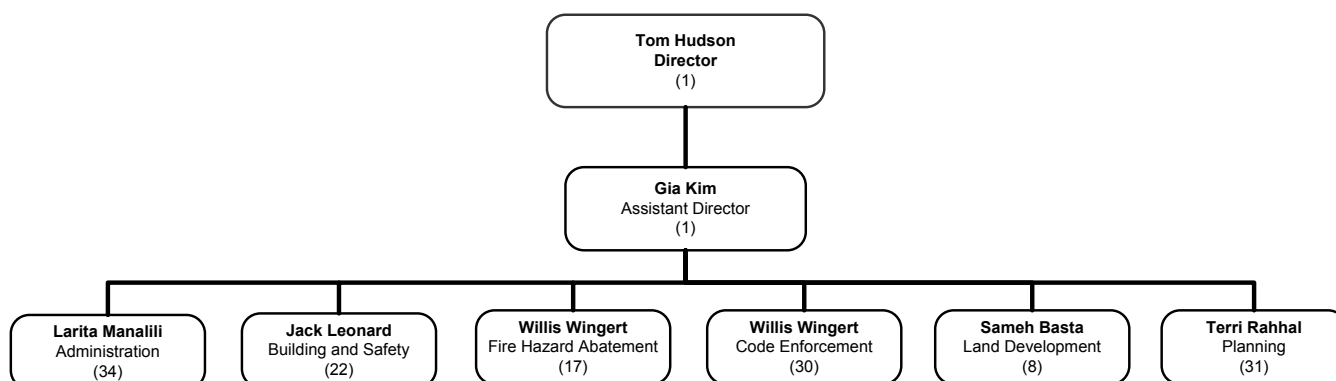 Tom Hudson
Director
(1)
Gia Kim
Assistant Director
(1)
Larita Manalili
Administration
(34)
Jack Leonard
Building and Safety
(22)
Willis Wingert
Fire Hazard Abatement
(17)
Willis Wingert
Code Enforcement
(30)
Sameh Basta
Land Development
(8)
Terri Rahhal
Planning
(31)